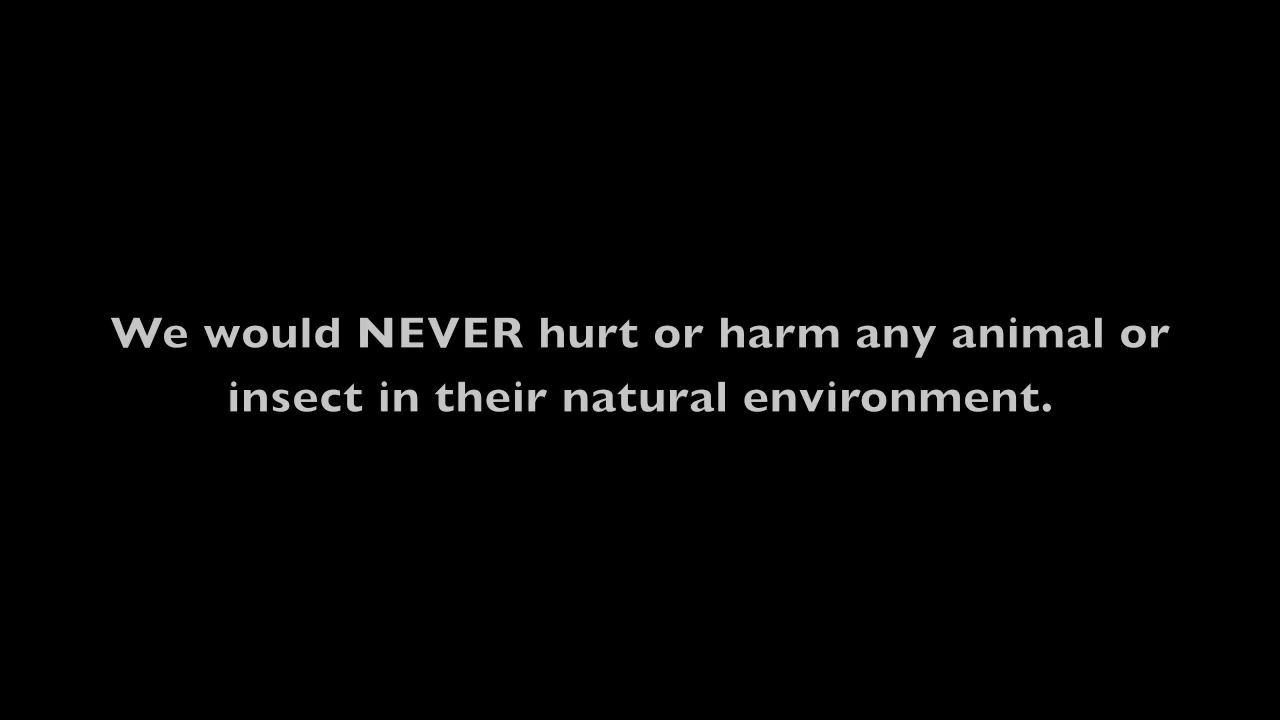 We would NEVER hurt or harm any animal or
insect in their natural environment.